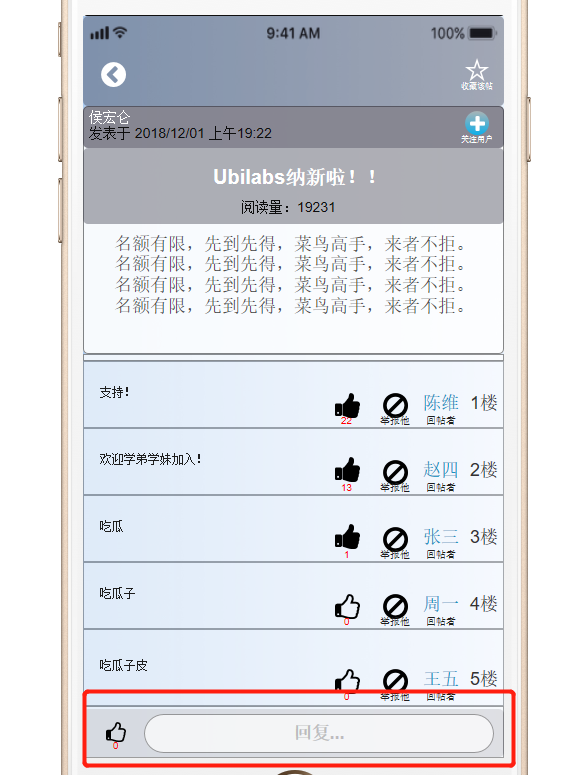 9:41 AM 100%
收藏该帖
侯宏仑
发表于 2018/12/01 上午19:22
关注用户
Ubilabs纳新啦！！
阅读量：19231
名额有限，先到先得，菜鸟高手，来者不拒。
名额有限，先到先得，菜鸟高手，来者不拒。
名额有限，先到先得，菜鸟高手，来者不拒。
名额有限，先到先得，菜鸟高手，来者不拒。
支持！
陈维 1楼
22 举报他 回帖者
欢迎学弟学妹加入！
赵四 2楼
13 举报他 回帖者
吃瓜
张三 3楼
1 举报他 回帖者
吃瓜子
周一 4楼
0 举报他 回帖者
吃瓜子皮
王五 5楼
0 举报他 回帖者
回复...
0